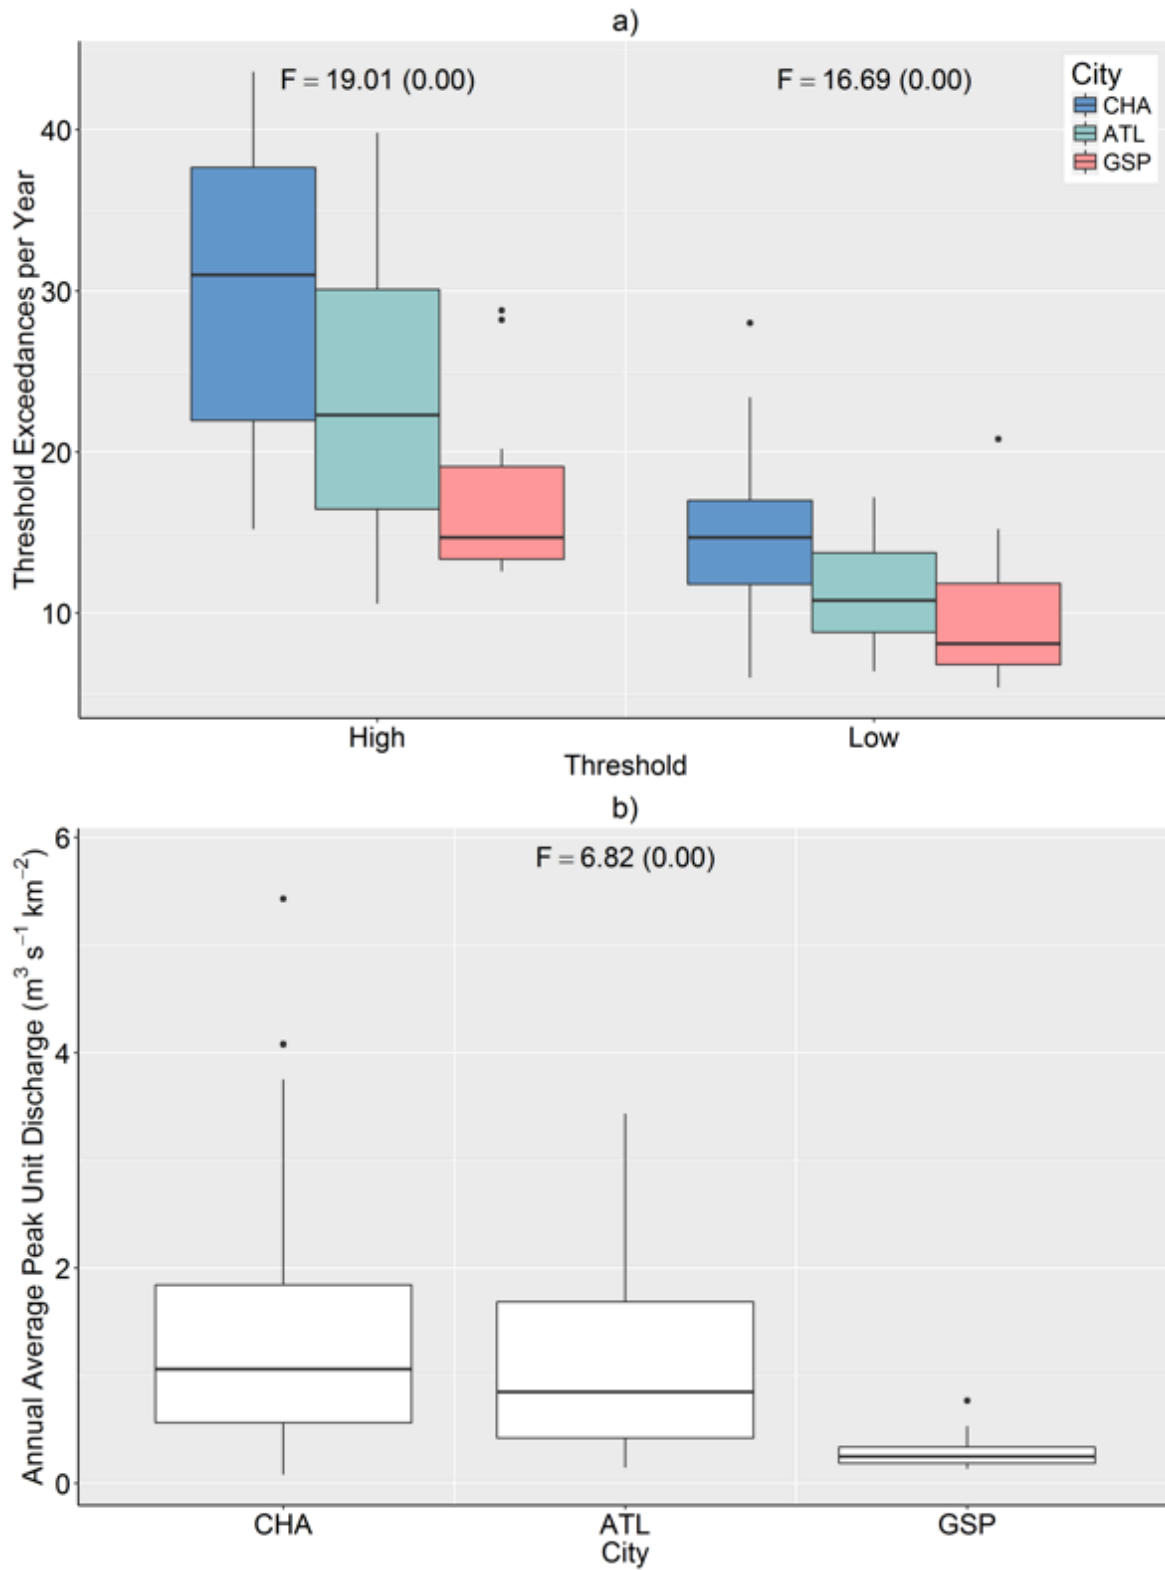 a)
F = 19.01 (0.00)
F = 16.69 (0.00)
City
CHA
ATL
GSP
Threshold Exceedances per Year
40
30
20
10
High
Low
Threshold
b)
F = 6.82 (0.00)
Annual Average Peak Unit Discharge (m³ s⁻¹ km⁻²)
6
4
2
0
CHA
ATL
GSP
City